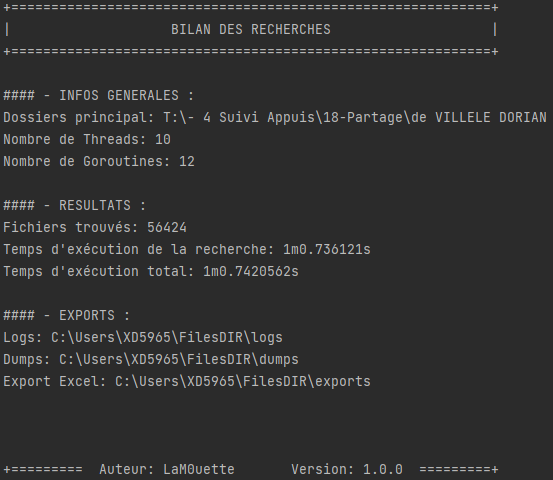 +============================================================+
| BILAN DES RECHERCHES |
+============================================================+
#### - INFOS GENERALES :
Dossiers principal: T:\- 4 Suivi Appuis\18-Partage\de VILLELE DORIAN
Nombre de Threads: 10
Nombre de Goroutines: 12
#### - RESULTATS :
Fichiers trouvés: 56424
Temps d'exécution de la recherche: 1m0.736121s
Temps d'exécution total: 1m0.7420562s
#### - EXPORTS :
Logs: C:\Users\XD5965\FilesDIR\logs
Dumps: C:\Users\XD5965\FilesDIR\dumps
Export Excel: C:\Users\XD5965\FilesDIR\exports
+========= Auteur: LaM0uette Version: 1.0.0 =========+